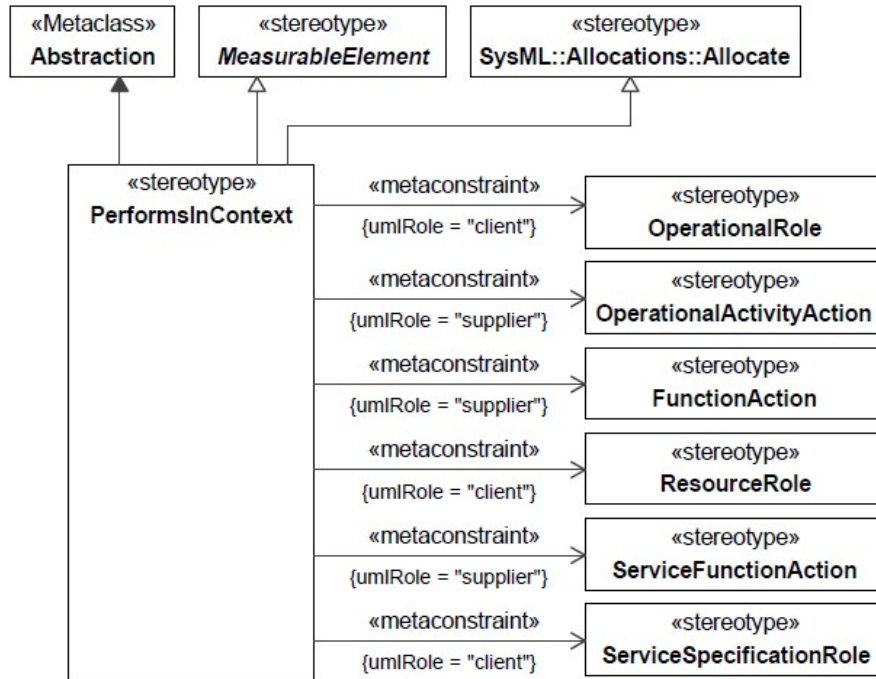 «Metaclass»
Abstraction
«stereotype»
MeasurableElement
«stereotype»
SysML::Allocations::Allocate
«stereotype»
PerformsInContext
«metaconstraint»
{umlRole = "client"}
«stereotype»
OperationalRole
«metaconstraint»
{umlRole = "supplier"}
«stereotype»
OperationalActivityAction
«metaconstraint»
{umlRole = "supplier"}
«stereotype»
FunctionAction
«metaconstraint»
{umlRole = "client"}
«stereotype»
ResourceRole
«metaconstraint»
{umlRole = "supplier"}
«stereotype»
ServiceFunctionAction
«metaconstraint»
{umlRole = "client"}
«stereotype»
ServiceSpecificationRole